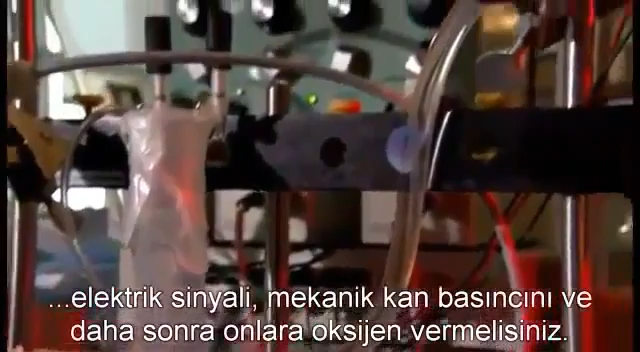 ...elektrik sinyali, mekanik kan basıncını ve
daha sonra onlara oksijen vermelisiniz.